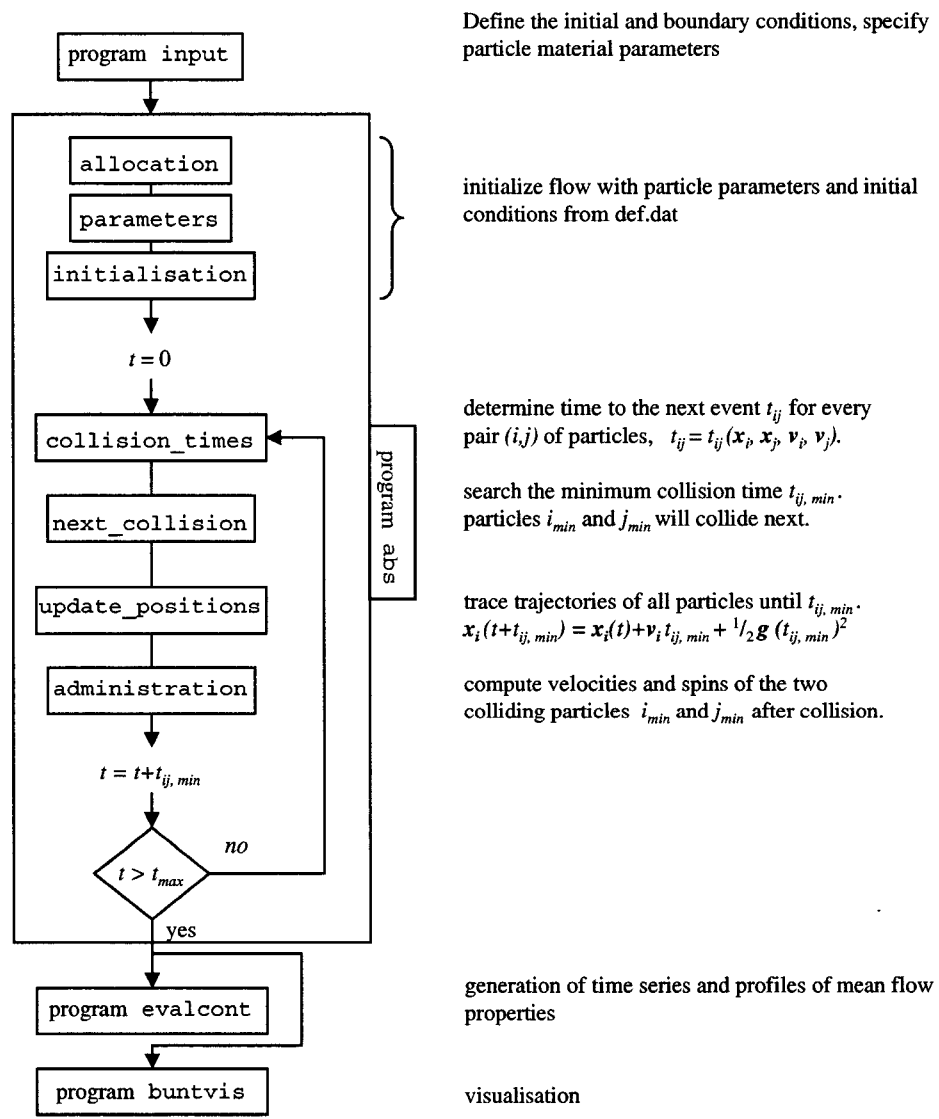 program input
Define the initial and boundary conditions, specify
particle material parameters
allocation
parameters
initialisation
initialize flow with particle parameters and initial
conditions from def.dat
t = 0
collision_times
determine time to the next event t_ij for every
pair (i,j) of particles, t_ij = t_ij (x_i, x_j, v_i, v_j).
next_collision
search the minimum collision time t_ij, min.
particles i_min and j_min will collide next.
program abs
update_positions
trace trajectories of all particles until t_ij, min.
x_i (t+t_ij, min) = x_i(t)+v_i t_ij, min + 1/2 g (t_ij, min)²
administration
compute velocities and spins of the two
colliding particles i_min and j_min after collision.
t = t+t_ij, min
no
t > t_max
yes
program evalcont
generation of time series and profiles of mean flow
properties
program buntvis
visualisation